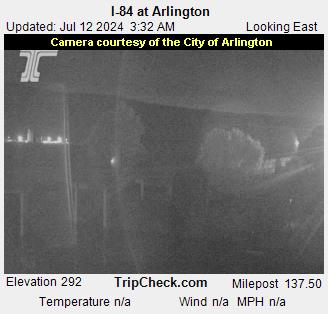 I-84 at Arlington
Updated: Jul 12 2024 3:32 AM Looking East
Camera courtesy of the City of Arlington
Elevation 292 TripCheck.com Milepost 137.50
Temperature n/a Wind n/a MPH n/a